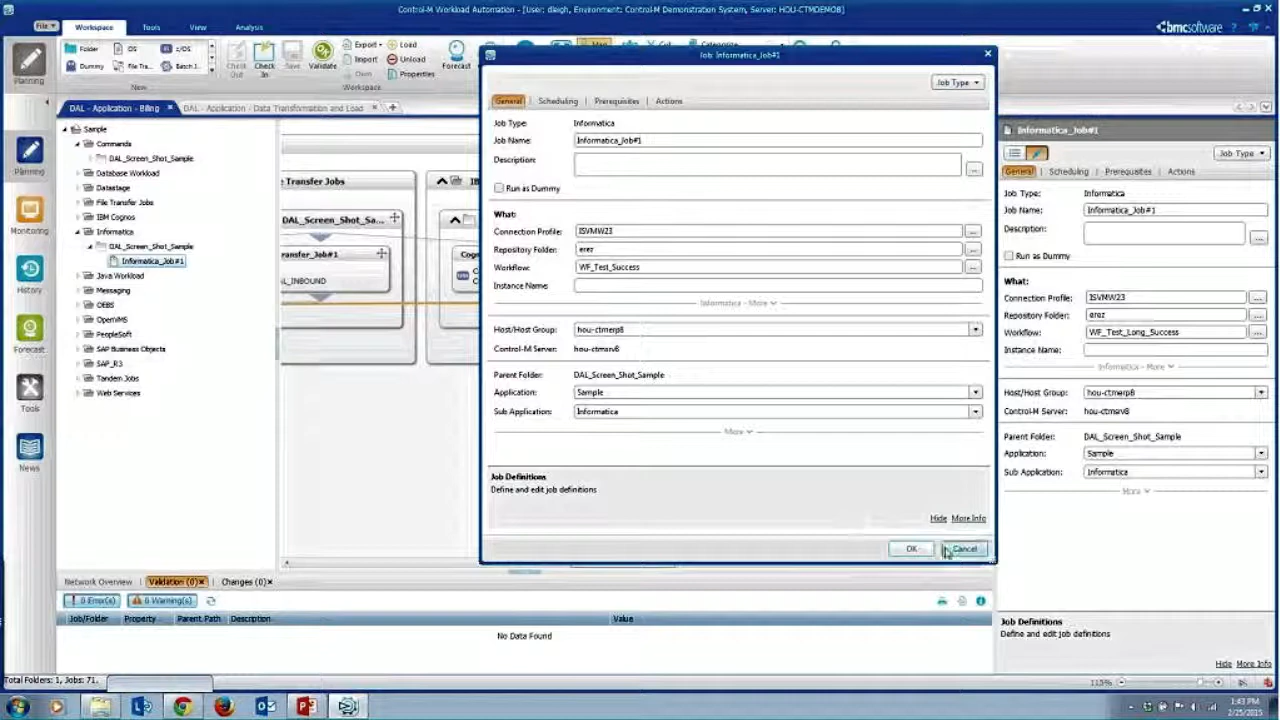 Control-M Workload Automation - [User: dleigh, Environment: Control-M Demonstration System, Server: HOU-CTMDEMO8]
File
Workspace Tools View Analysis
bmcsoftware
Folder OS z/OS
Dummy File Tra... Batch I...
New
Check Out
Check In
Save
Validate
Export Load
Import Unload
Properties
Workspace
Forecast
Planning
Planning
Monitoring
History
Forecast
Tools
News
DAL - Application - Billing
DAL - Application - Data Transformation and Load
Sample
Commands
DAL_Screen_Shot_Sample
Database Workload
Datastage
File Transfer Jobs
IBM Cognos
Informatica
DAL_Screen_Shot_Sample
Informatica_Job#1
Java Workload
Messaging
OEBS
OpenVMS
PeopleSoft
SAP Business Objects
SAP_R3
Tandem Jobs
Web Services
e Transfer Jobs
IB
DAL_Screen_Shot_Sa...
ransfer_Job#1
AL_INBOUND
Cog
Job: Informatica_Job#1
Job Type
General Scheduling Prerequisites Actions
Job Type: Informatica
Job Name: Informatica_Job#1
Description:
...
Run as Dummy
What:
Connection Profile: ISVMW23 ...
Repository Folder: erez ...
Workflow: WF_Test_Success ...
Instance Name:
Informatica - More
Host/Host Group: hou-ctmerp8
Control-M Server: hou-ctmsrv8
Parent Folder: DAL_Screen_Shot_Sample
Application: Sample
Sub Application: Informatica
More
Job Definitions
Define and edit job definitions
Hide More Info
OK Cancel
Informatica_Job#1
Job Type
General Scheduling Prerequisites Actions
Job Type: Informatica
Job Name: Informatica_Job#1
Description:
...
Run as Dummy
What:
Connection Profile: ISVMW23 ...
Repository Folder: erez ...
Workflow: WF_Test_Long_Success ...
Instance Name:
Informatica - More
Host/Host Group: hou-ctmerp8
Control-M Server: hou-ctmsrv8
Parent Folder: DAL_Screen_Shot_Sample
Application: Sample
Sub Application: Informatica
More
Job Definitions
Define and edit job definitions
Hide More Info
Network Overview Validation (0) Changes (0)
0 Error(s) 0 Warning(s)
Job/Folder Property Parent Path Description Value
No Data Found
Total Folders: 1, Jobs: 71.
110%
1:43 PM
2/25/2015